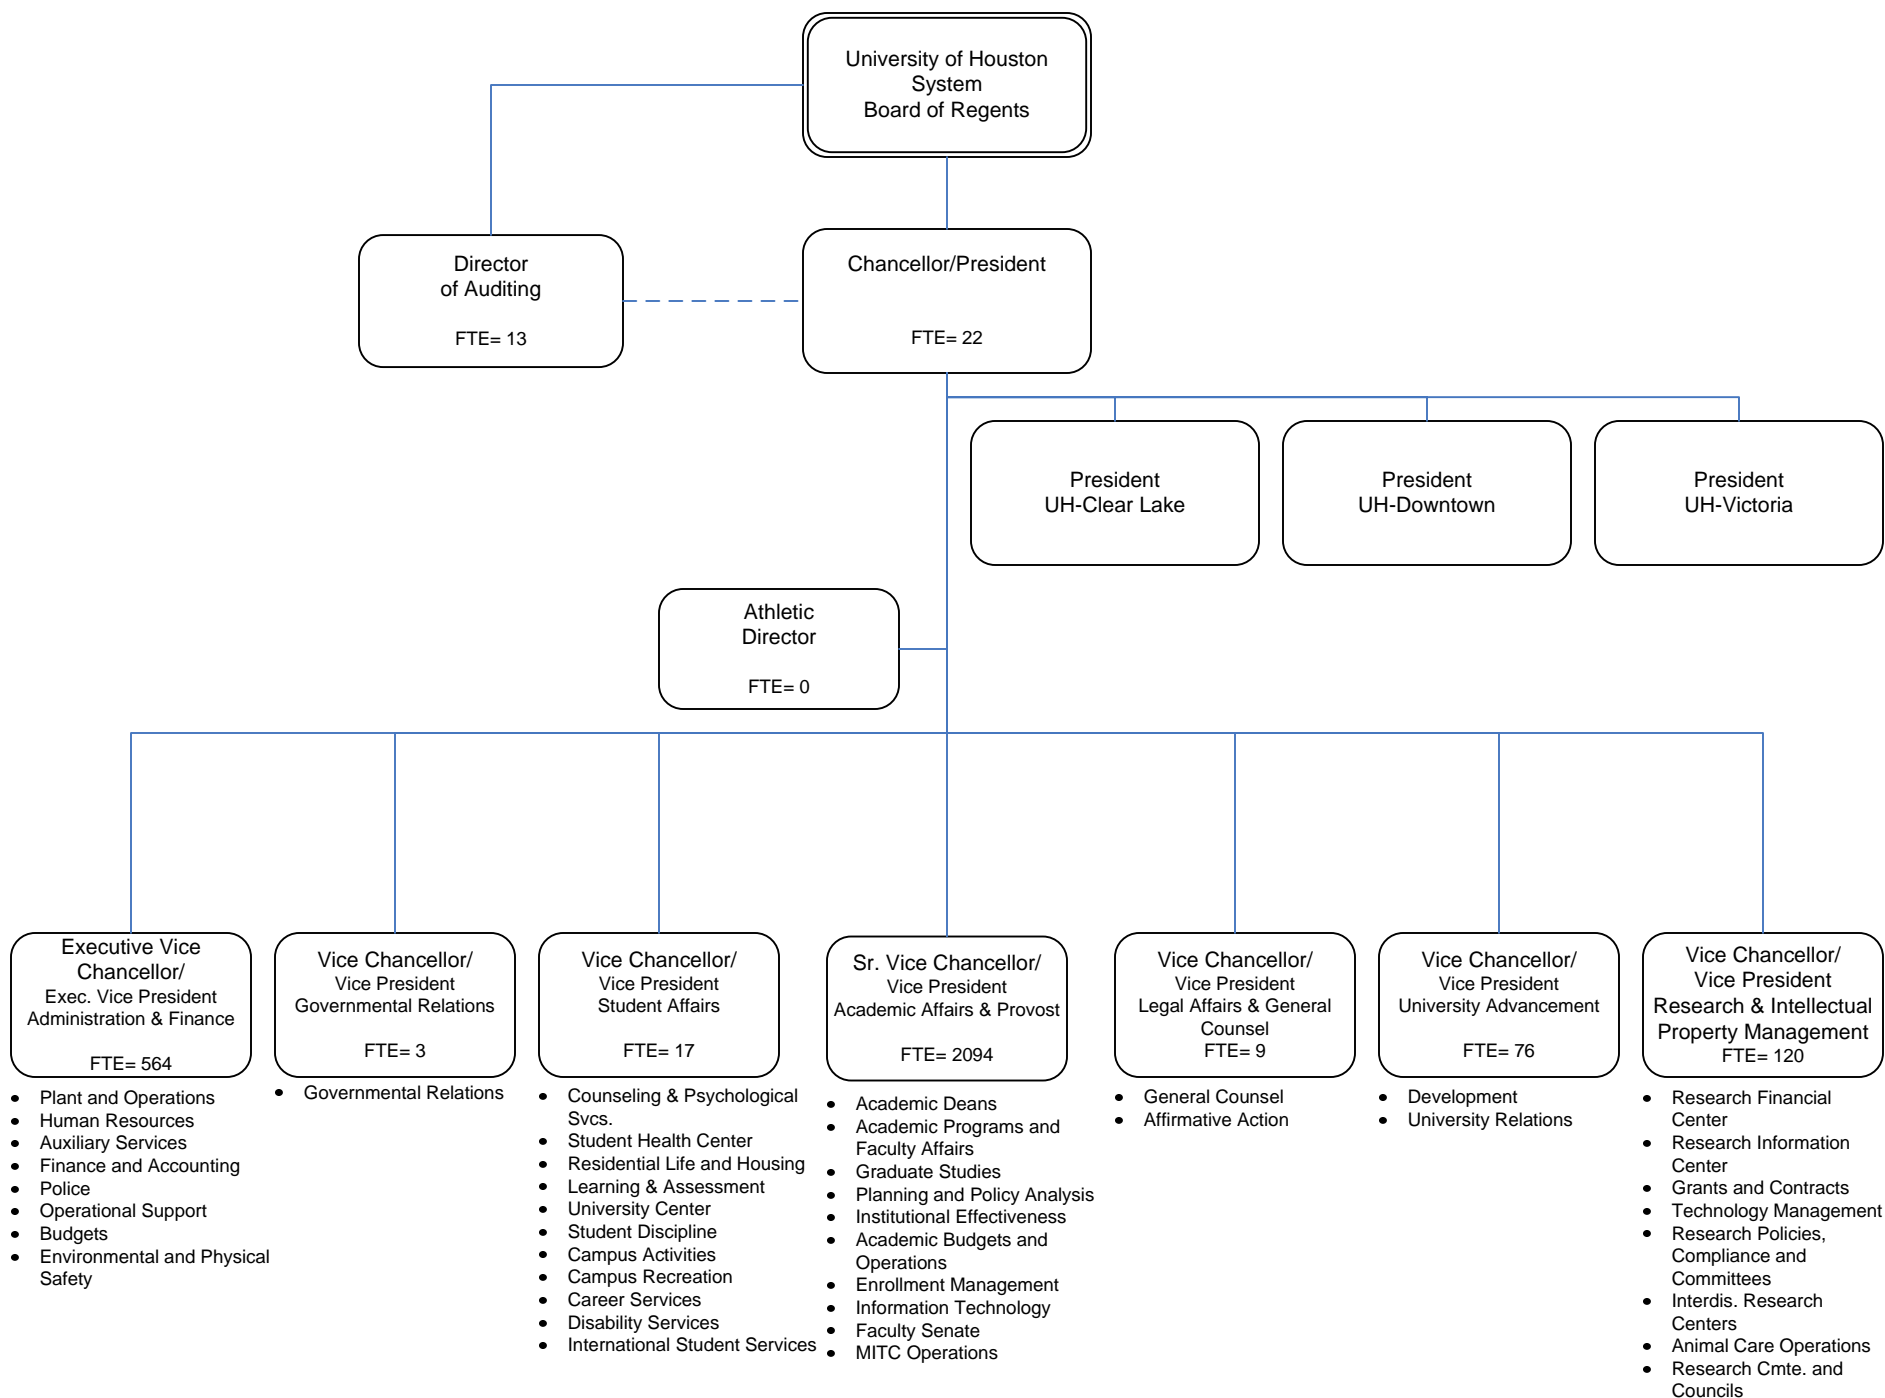 University of Houston
System
Board of Regents
Director
of Auditing
FTE= 13
Chancellor/President
FTE= 22
President
UH-Clear Lake
President
UH-Downtown
President
UH-Victoria
Athletic
Director
FTE= 0
Executive Vice
Chancellor/
Exec. Vice President
Administration & Finance
FTE= 564
• Plant and Operations
• Human Resources
• Auxiliary Services
• Finance and Accounting
• Police
• Operational Support
• Budgets
• Environmental and Physical
Safety
Vice Chancellor/
Vice President
Governmental Relations
FTE= 3
• Governmental Relations
Vice Chancellor/
Vice President
Student Affairs
FTE= 17
• Counseling & Psychological
Svcs.
• Student Health Center
• Residential Life and Housing
• Learning & Assessment
• University Center
• Student Discipline
• Campus Activities
• Campus Recreation
• Career Services
• Disability Services
• International Student Services
Sr. Vice Chancellor/
Vice President
Academic Affairs & Provost
FTE= 2094
• Academic Deans
• Academic Programs and
Faculty Affairs
• Graduate Studies
• Planning and Policy Analysis
• Institutional Effectiveness
• Academic Budgets and
Operations
• Enrollment Management
• Information Technology
• Faculty Senate
• MITC Operations
Vice Chancellor/
Vice President
Legal Affairs & General
Counsel
FTE= 9
• General Counsel
• Affirmative Action
Vice Chancellor/
Vice President
University Advancement
FTE= 76
• Development
• University Relations
Vice Chancellor/
Vice President
Research & Intellectual
Property Management
FTE= 120
• Research Financial
Center
• Research Information
Center
• Grants and Contracts
• Technology Management
• Research Policies,
Compliance and
Committees
• Interdis. Research
Centers
• Animal Care Operations
• Research Cmte. and
Councils